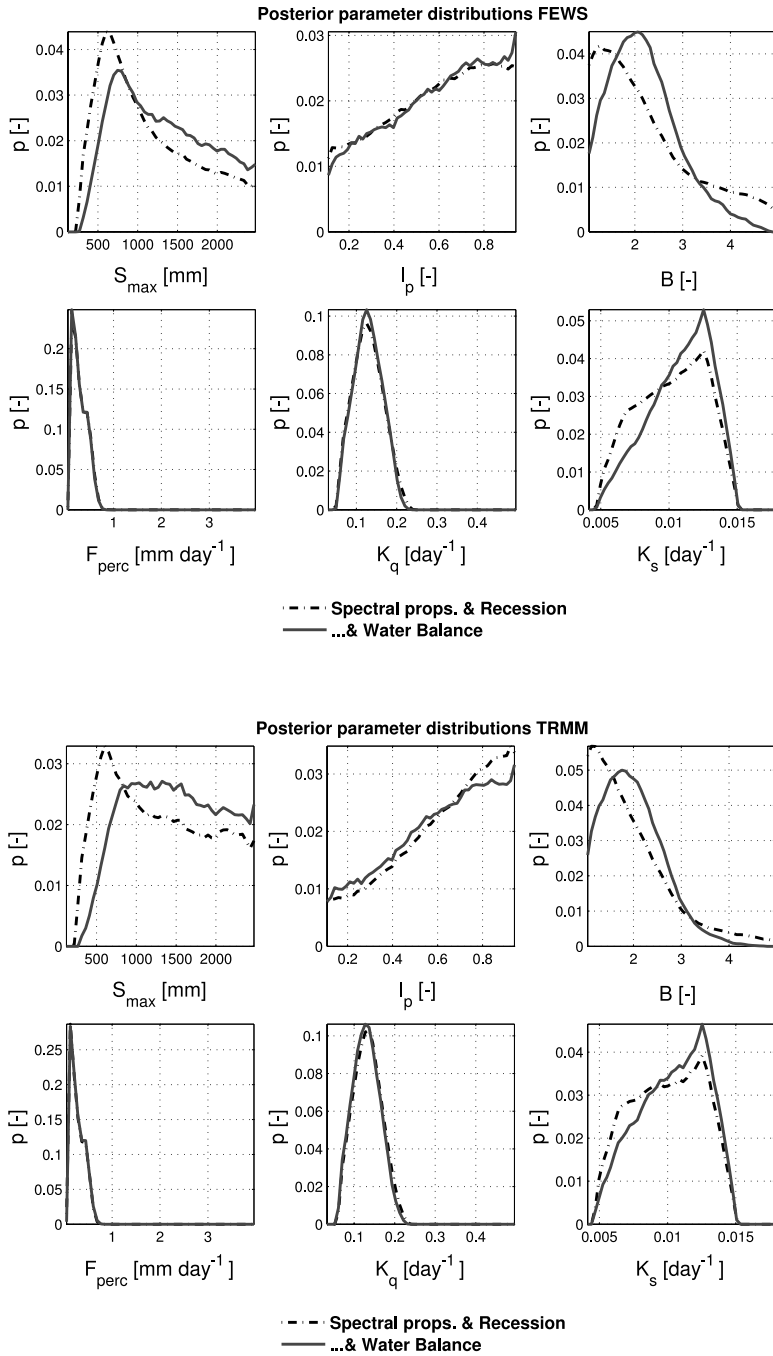 Posterior parameter distributions FEWS
p [-]
0.04
0.03
0.02
0.01
0
500 1000 1500 2000
S_max [mm]
p [-]
0.03
0.02
0.01
0
0.2 0.4 0.6 0.8
I_p [-]
p [-]
0.04
0.03
0.02
0.01
0
2 3 4
B [-]
p [-]
0.2
0.15
0.1
0.05
0
1 2 3
F_perc [mm day^-1]
p [-]
0.1
0.08
0.06
0.04
0.02
0
0.1 0.2 0.3 0.4
K_q [day^-1]
p [-]
0.05
0.04
0.03
0.02
0.01
0
0.005 0.01 0.015
K_s [day^-1]
Spectral props. & Recession
...& Water Balance
Posterior parameter distributions TRMM
p [-]
0.03
0.02
0.01
0
500 1000 1500 2000
S_max [mm]
p [-]
0.03
0.02
0.01
0
0.2 0.4 0.6 0.8
I_p [-]
p [-]
0.05
0.04
0.03
0.02
0.01
0
2 3 4
B [-]
p [-]
0.25
0.2
0.15
0.1
0.05
0
1 2 3
F_perc [mm day^-1]
p [-]
0.1
0.08
0.06
0.04
0.02
0
0.1 0.2 0.3 0.4
K_q [day^-1]
p [-]
0.04
0.03
0.02
0.01
0
0.005 0.01 0.015
K_s [day^-1]
Spectral props. & Recession
...& Water Balance